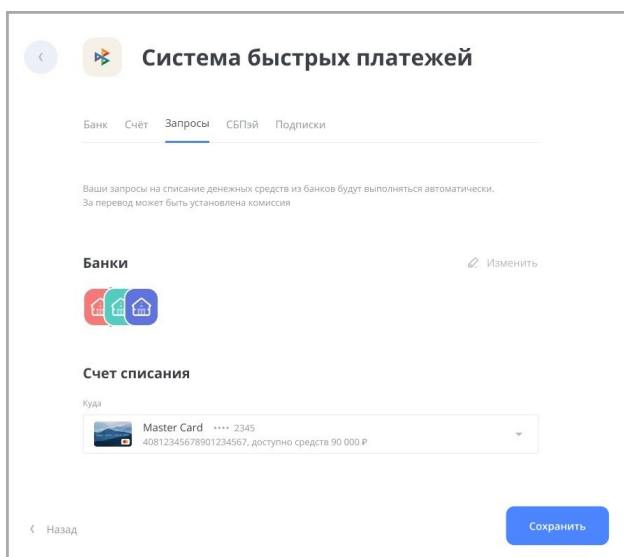 Система быстрых платежей
Банк Счёт Запросы СБПэй Подписки
Ваши запросы на списание денежных средств из банков будут выполняться автоматически.
За перевод может быть установлена комиссия
Банки Изменить
Счет списания
Куда
Master Card •••• 2345
40812345678901234567, доступно средств 90 000 ₽
Назад Сохранить